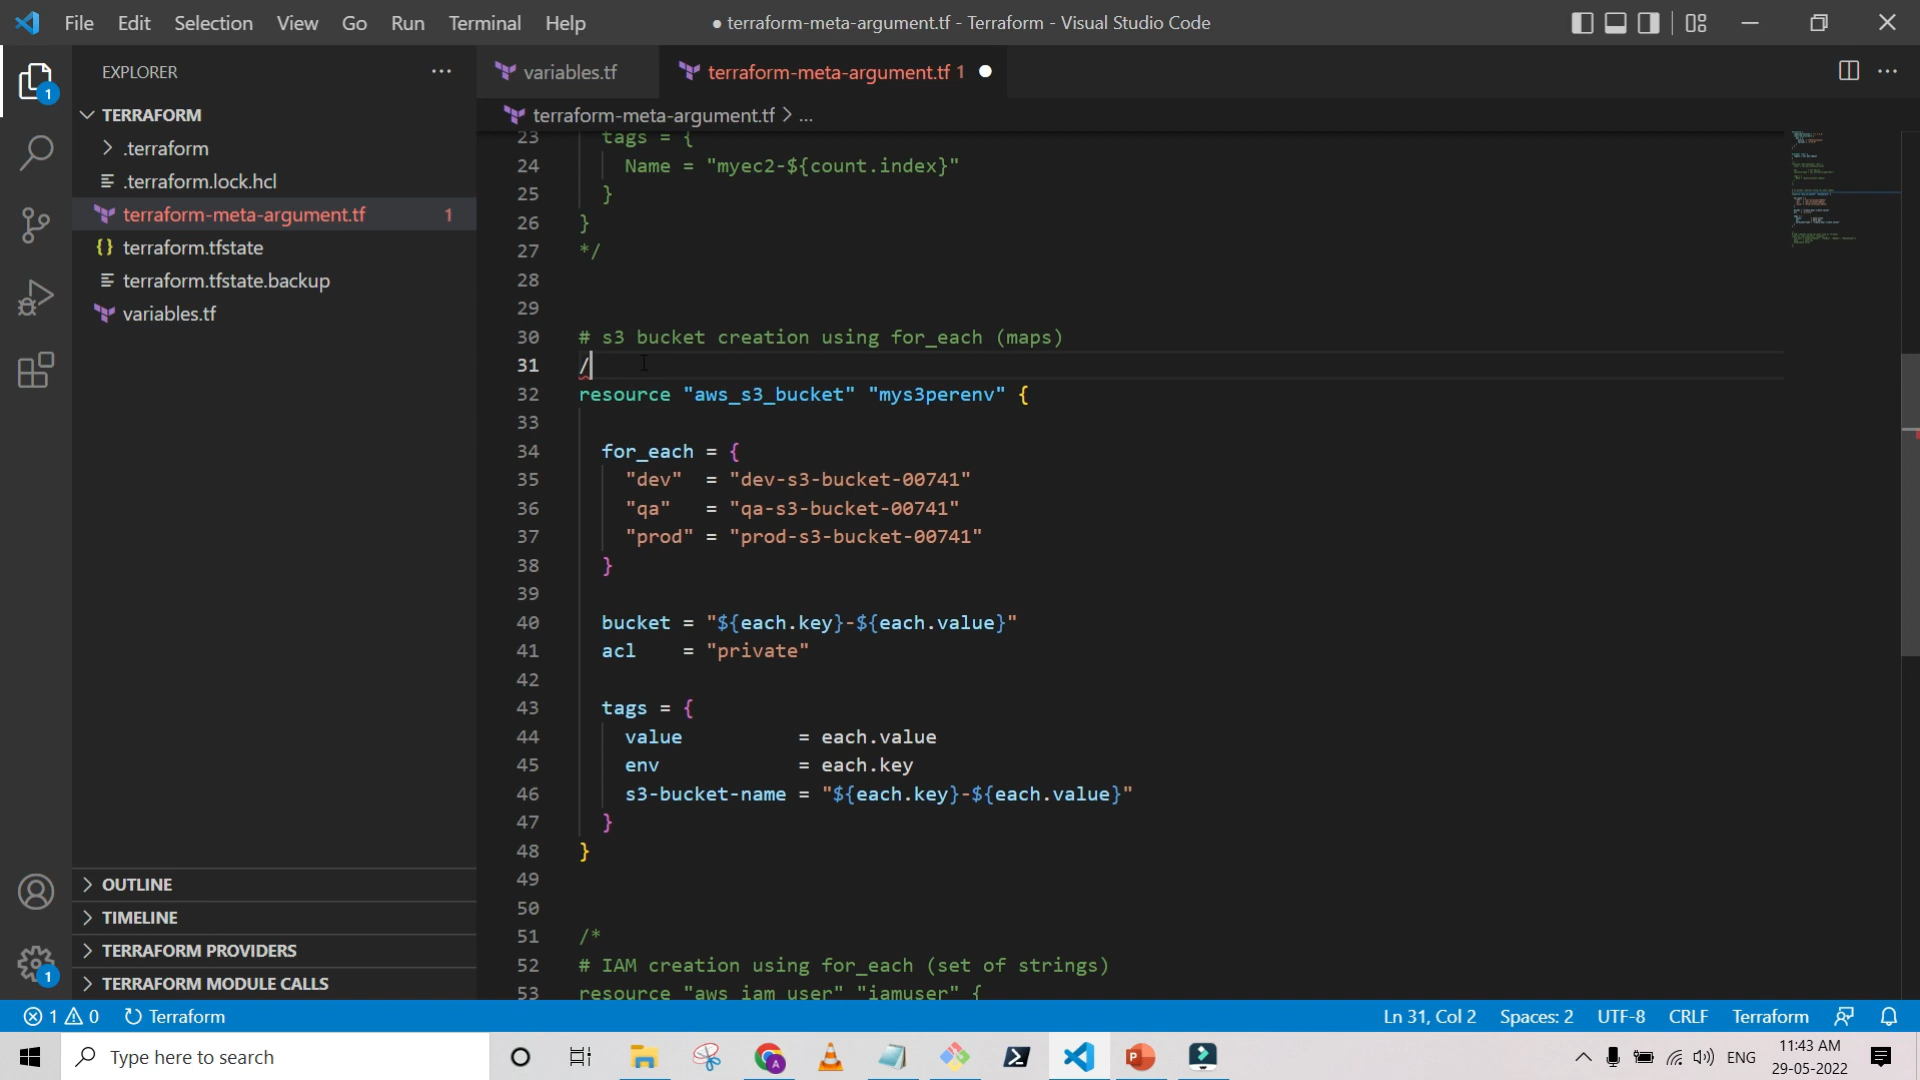 File Edit Selection View Go Run Terminal Help
● terraform-meta-argument.tf - Terraform - Visual Studio Code
EXPLORER
variables.tf
terraform-meta-argument.tf 1
TERRAFORM
.terraform
.terraform.lock.hcl
terraform-meta-argument.tf 1
terraform.tfstate
terraform.tfstate.backup
variables.tf
OUTLINE
TIMELINE
TERRAFORM PROVIDERS
TERRAFORM MODULE CALLS
1
1
terraform-meta-argument.tf > ...
23 tags = {
24 Name = "myec2-${count.index}"
25 }
26 }
27 */
28
29
30 # s3 bucket creation using for_each (maps)
31 /
32 resource "aws_s3_bucket" "mys3perenv" {
33
34 for_each = {
35 "dev" = "dev-s3-bucket-00741"
36 "qa" = "qa-s3-bucket-00741"
37 "prod" = "prod-s3-bucket-00741"
38 }
39
40 bucket = "${each.key}-${each.value}"
41 acl = "private"
42
43 tags = {
44 value = each.value
45 env = each.key
46 s3-bucket-name = "${each.key}-${each.value}"
47 }
48 }
49
50
51 /*
52 # IAM creation using for_each (set of strings)
53 resource "aws_iam_user" "iamuser" {
1 0 Terraform
Ln 31, Col 2 Spaces: 2 UTF-8 CRLF Terraform
Type here to search
ENG
11:43 AM
29-05-2022